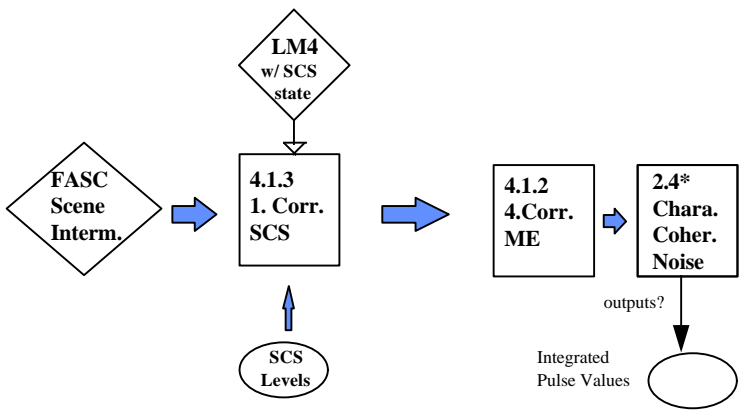 LM4
w/ SCS
state
FASC
Scene
Interm.
4.1.3
1. Corr.
SCS
4.1.2
4.Corr.
ME
2.4*
Chara.
Coher.
Noise
outputs?
SCS
Levels
Integrated
Pulse Values